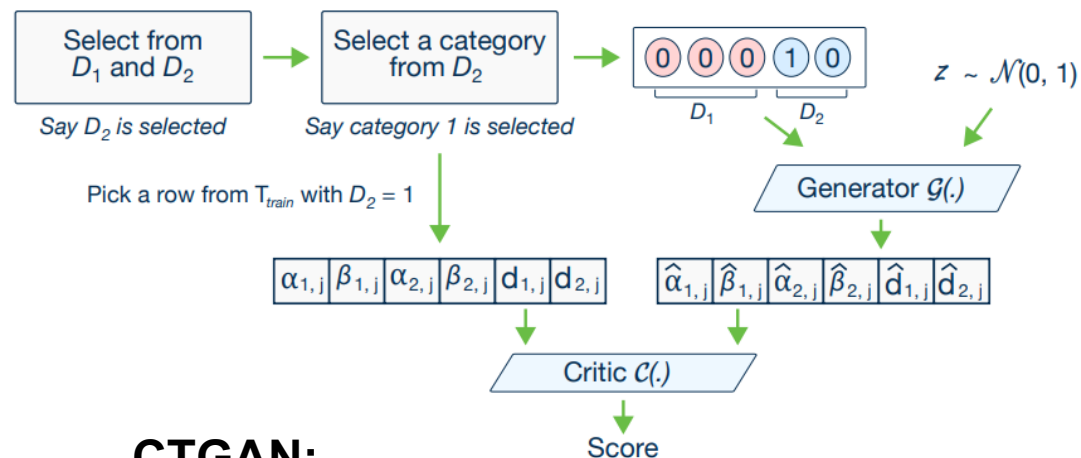 Select from
D₁ and D₂
Say D₂ is selected
Select a category
from D₂
Say category 1 is selected
0 0 0 1 0
D₁ D₂
z ~ 𝒩(0, 1)
Pick a row from T_train with D₂ = 1
Generator 𝒢(.)
α₁,ⱼ β₁,ⱼ α₂,ⱼ β₂,ⱼ d₁,ⱼ d₂,ⱼ
α̂₁,ⱼ β̂₁,ⱼ α̂₂,ⱼ β̂₂,ⱼ d̂₁,ⱼ d̂₂,ⱼ
Critic 𝒞(.)
Score
CTGAN: